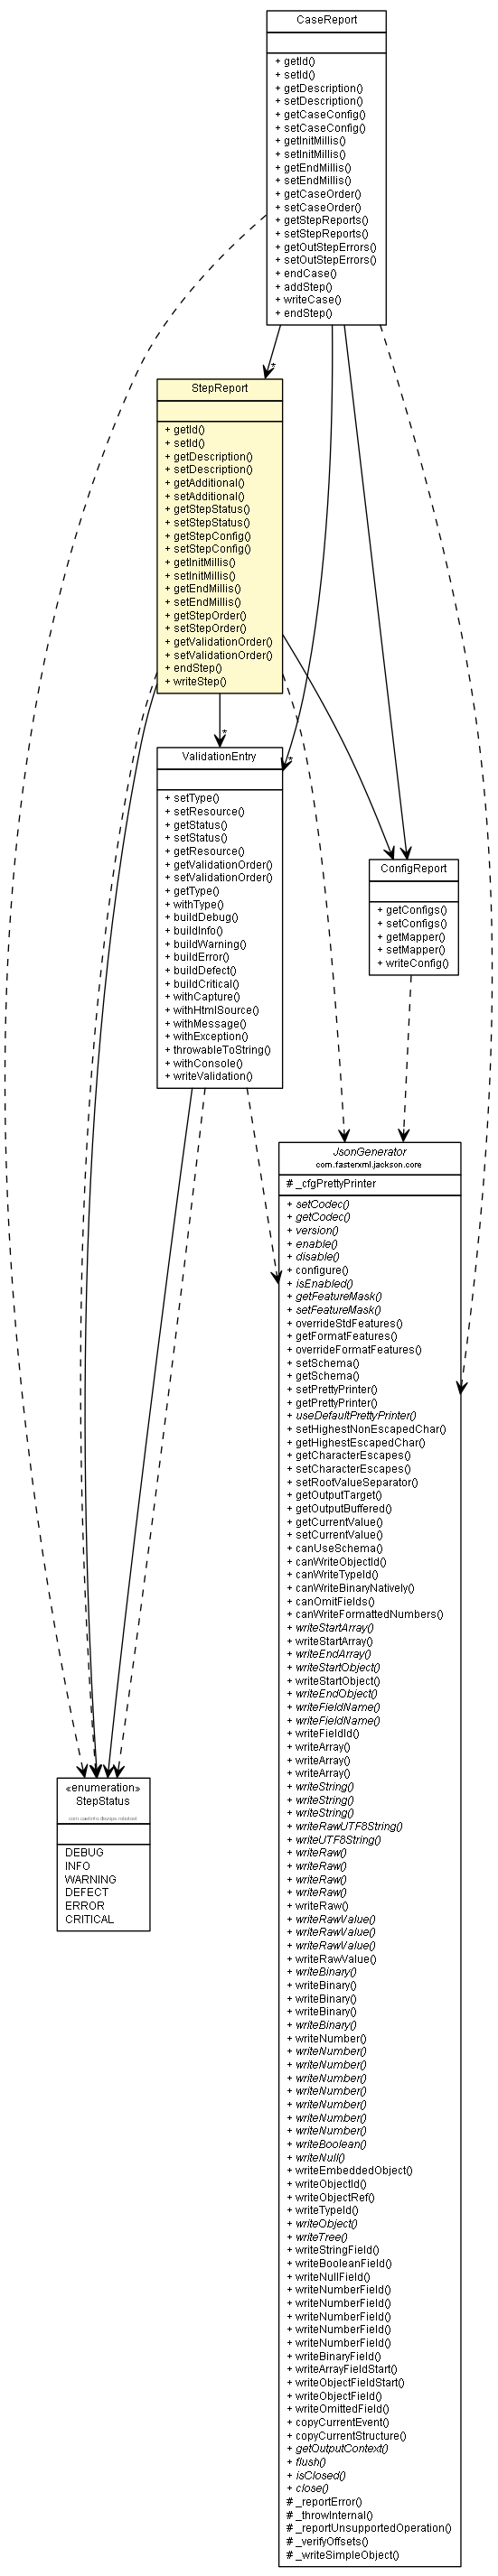 CaseReport
+ getId()
+ setId()
+ getDescription()
+ setDescription()
+ getCaseConfig()
+ setCaseConfig()
+ getInitMillis()
+ setInitMillis()
+ getEndMillis()
+ setEndMillis()
+ getCaseOrder()
+ setCaseOrder()
+ getStepReports()
+ setStepReports()
+ getOutStepErrors()
+ setOutStepErrors()
+ endCase()
+ addStep()
+ writeCase()
+ endStep()
*
StepReport
+ getId()
+ setId()
+ getDescription()
+ setDescription()
+ getAdditional()
+ setAdditional()
+ getStepStatus()
+ setStepStatus()
+ getStepConfig()
+ setStepConfig()
+ getInitMillis()
+ setInitMillis()
+ getEndMillis()
+ setEndMillis()
+ getStepOrder()
+ setStepOrder()
+ getValidationOrder()
+ setValidationOrder()
+ endStep()
+ writeStep()
*
*
ValidationEntry
+ setType()
+ setResource()
+ getStatus()
+ setStatus()
+ getResource()
+ getValidationOrder()
+ setValidationOrder()
+ getType()
+ withType()
+ buildDebug()
+ buildInfo()
+ buildWarning()
+ buildError()
+ buildDefect()
+ buildCritical()
+ withCapture()
+ withHtmlSource()
+ withMessage()
+ withException()
+ throwableToString()
+ withConsole()
+ writeValidation()
ConfigReport
+ getConfigs()
+ setConfigs()
+ getMapper()
+ setMapper()
+ writeConfig()
JsonGenerator
com.fasterxml.jackson.core
# _cfgPrettyPrinter
+ setCodec()
+ getCodec()
+ version()
+ enable()
+ disable()
+ configure()
+ isEnabled()
+ getFeatureMask()
+ setFeatureMask()
+ overrideStdFeatures()
+ getFormatFeatures()
+ overrideFormatFeatures()
+ setSchema()
+ getSchema()
+ setPrettyPrinter()
+ getPrettyPrinter()
+ useDefaultPrettyPrinter()
+ setHighestNonEscapedChar()
+ getHighestEscapedChar()
+ getCharacterEscapes()
+ setCharacterEscapes()
+ setRootValueSeparator()
+ getOutputTarget()
+ getOutputBuffered()
+ getCurrentValue()
+ setCurrentValue()
+ canUseSchema()
+ canWriteObjectId()
+ canWriteTypeId()
+ canWriteBinaryNatively()
+ canOmitFields()
+ canWriteFormattedNumbers()
+ writeStartArray()
+ writeStartArray()
+ writeEndArray()
+ writeStartObject()
+ writeStartObject()
+ writeEndObject()
+ writeFieldName()
+ writeFieldName()
+ writeFieldId()
+ writeArray()
+ writeArray()
+ writeArray()
+ writeString()
+ writeString()
+ writeString()
+ writeRawUTF8String()
+ writeUTF8String()
+ writeRaw()
+ writeRaw()
+ writeRaw()
+ writeRaw()
+ writeRaw()
+ writeRawValue()
+ writeRawValue()
+ writeRawValue()
+ writeRawValue()
+ writeBinary()
+ writeBinary()
+ writeBinary()
+ writeBinary()
+ writeBinary()
+ writeNumber()
+ writeNumber()
+ writeNumber()
+ writeNumber()
+ writeNumber()
+ writeNumber()
+ writeNumber()
+ writeNumber()
+ writeBoolean()
+ writeNull()
+ writeEmbeddedObject()
+ writeObjectId()
+ writeObjectRef()
+ writeTypeId()
+ writeObject()
+ writeTree()
+ writeStringField()
+ writeBooleanField()
+ writeNullField()
+ writeNumberField()
+ writeNumberField()
+ writeNumberField()
+ writeNumberField()
+ writeNumberField()
+ writeBinaryField()
+ writeArrayFieldStart()
+ writeObjectFieldStart()
+ writeObjectField()
+ writeOmittedField()
+ copyCurrentEvent()
+ copyCurrentStructure()
+ getOutputContext()
+ flush()
+ isClosed()
+ close()
# _reportError()
# _throwInternal()
# _reportUnsupportedOperation()
# _verifyOffsets()
# _writeSimpleObject()
«enumeration»
StepStatus
DEBUG
INFO
WARNING
DEFECT
ERROR
CRITICAL